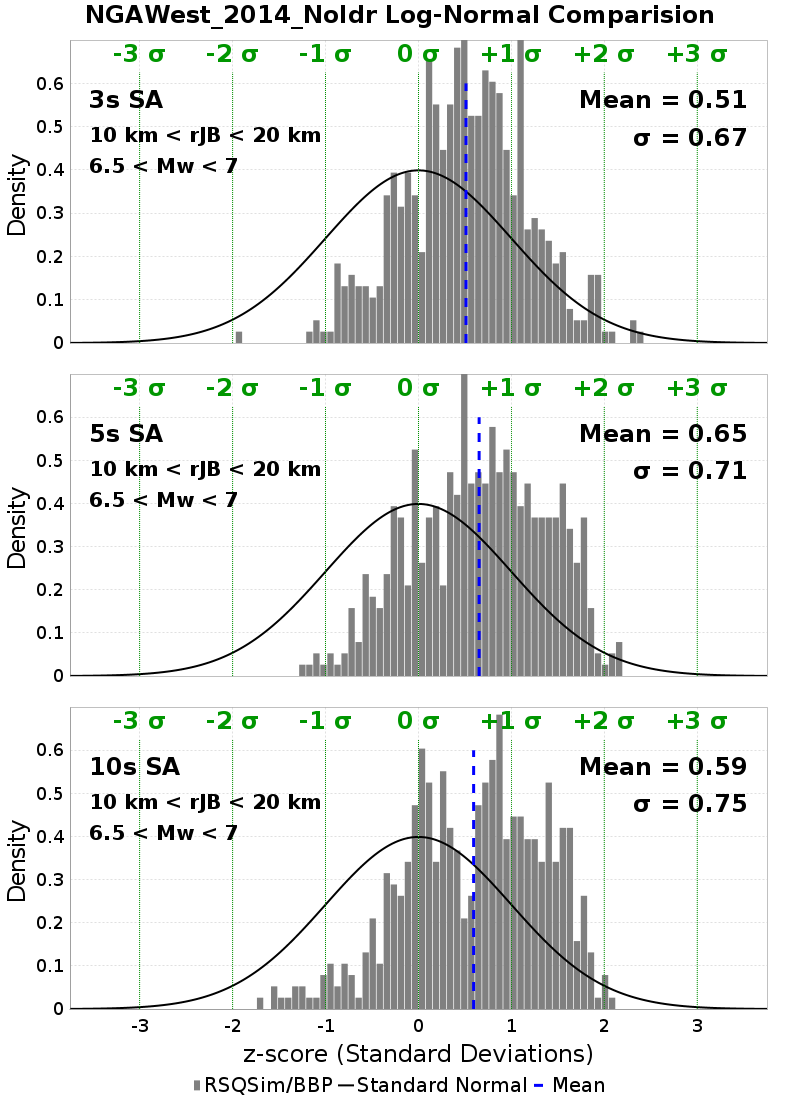 NGAWest_2014_NoIdr Log-Normal Comparision
-3 σ -2 σ -1 σ 0 σ +1 σ +2 σ +3 σ
0.6
3s SA Mean = 0.51
0.5
10 km < rJB < 20 km σ = 0.67
6.5 < Mw < 7
0.4
0.3
0.2
0.1
0
Density
-3 σ -2 σ -1 σ 0 σ +1 σ +2 σ +3 σ
0.6
5s SA Mean = 0.65
0.5
10 km < rJB < 20 km σ = 0.71
6.5 < Mw < 7
0.4
0.3
0.2
0.1
0
Density
-3 σ -2 σ -1 σ 0 σ +1 σ +2 σ +3 σ
0.6
10s SA Mean = 0.59
0.5
10 km < rJB < 20 km σ = 0.75
6.5 < Mw < 7
0.4
0.3
0.2
0.1
0
Density
-3 -2 -1 0 1 2 3
z-score (Standard Deviations)
RSQSim/BBP Standard Normal Mean